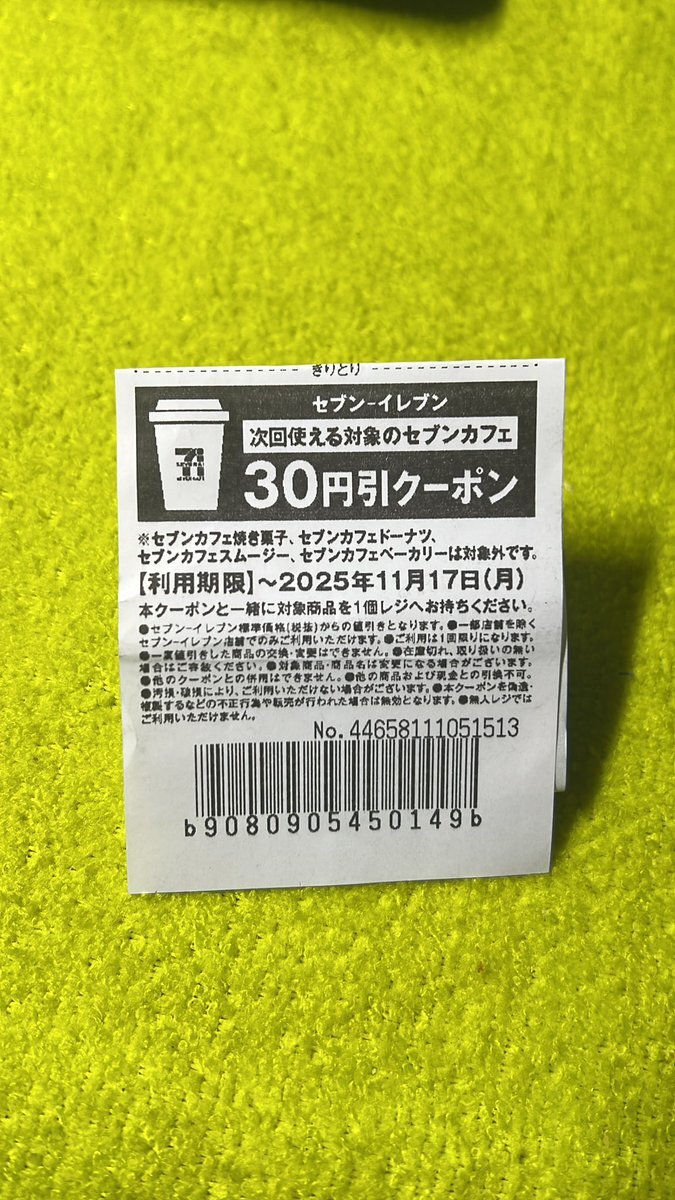 きりとり
セブン-イレブン
次回使える対象のセブンカフェ
30円引クーポン
※セブンカフェ焼き菓子、セブンカフェドーナツ、
セブンカフェスムージー、セブンカフェベーカリーは対象外です。
【利用期限】～2025年11月17日(月)
本クーポンと一緒に対象商品を1個レジへお持ちください。
●セブン-イレブン標準価格(税抜)からの値引きとなります。●一部店舗を除く
セブン-イレブン店舗でのみご利用いただけます。●ご利用は1回限りになります。
●一度値引きした商品の交換・変更はできません。●在庫切れ、取り扱いの無い
場合はご容赦ください。●対象商品・商品名は変更になる場合がございます。
●他のクーポンとの併用はできません。●他の商品および現金との引換不可。
●汚損・破損により、ご利用いただけない場合がございます。●本クーポンを偽造・
複製するなどの不正行為や転売が行われた場合は無効となります。●無人レジでは
ご利用いただけません。
No.44658111051513
b9080905450149b